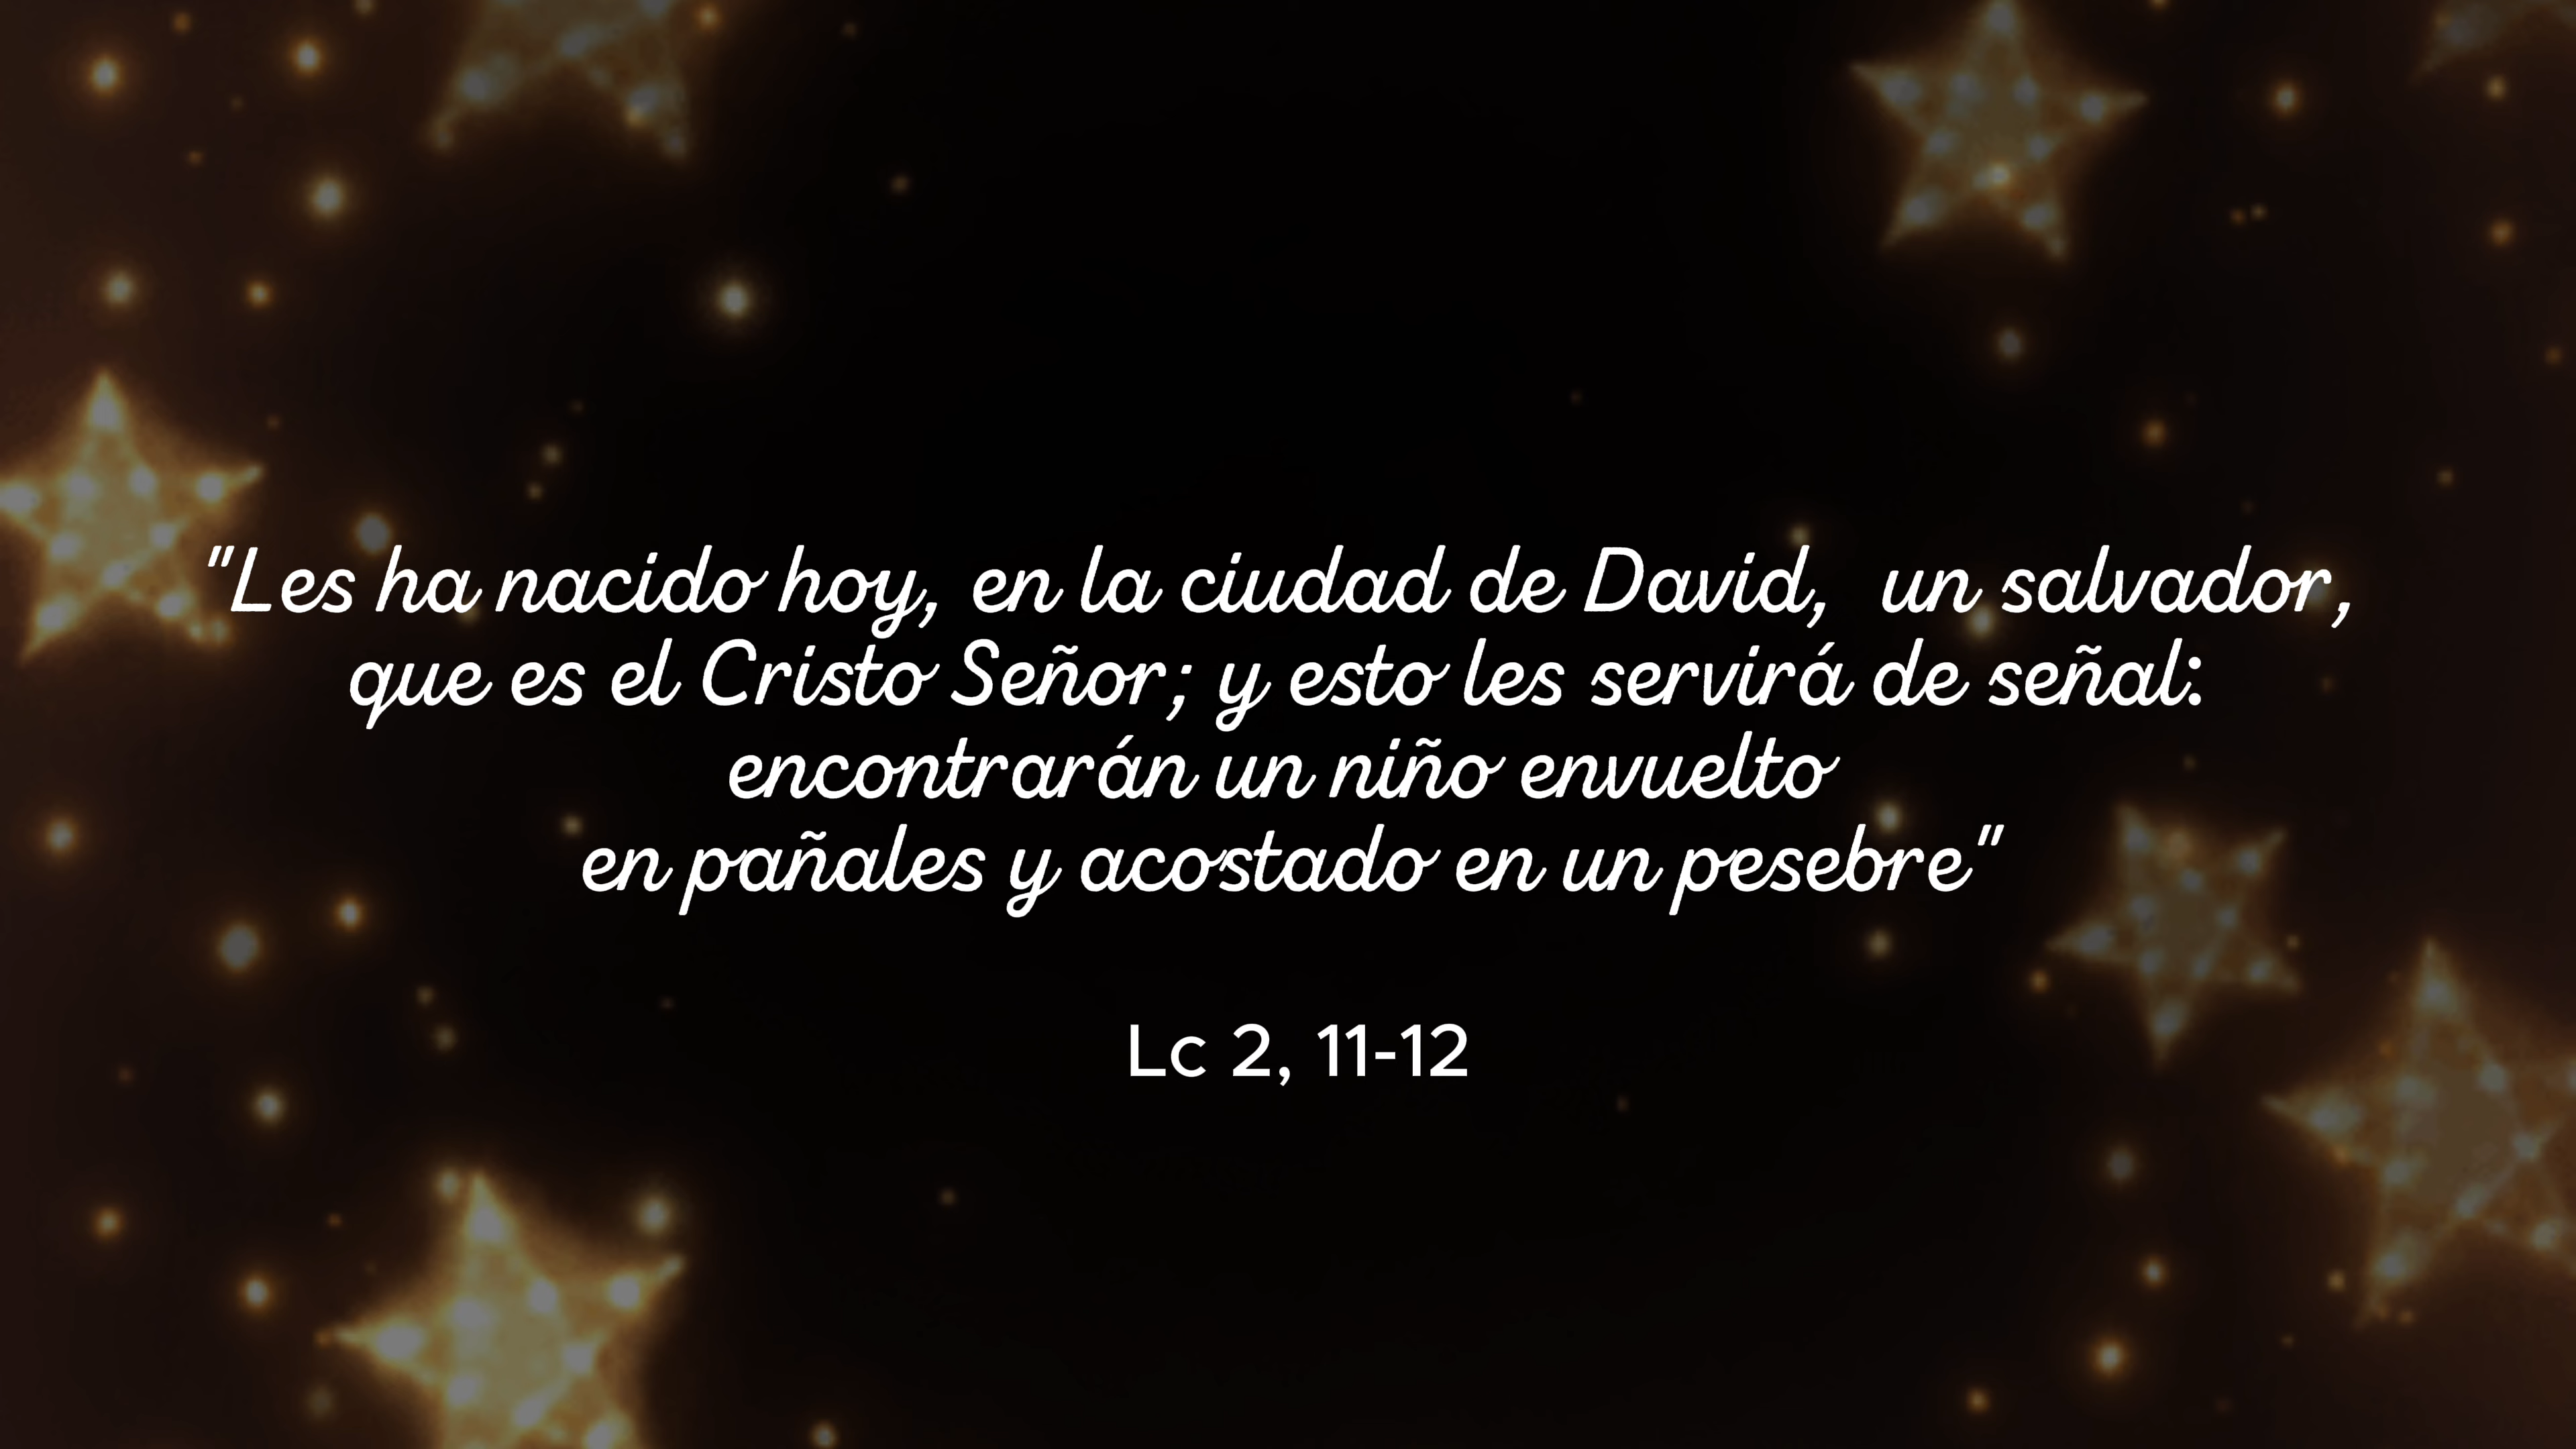 "Les ha nacido hoy, en la ciudad de David, un salvador,
que es el Cristo Señor; y esto les servirá de señal:
encontrarán un niño envuelto
en pañales y acostado en un pesebre"
Lc 2, 11-12